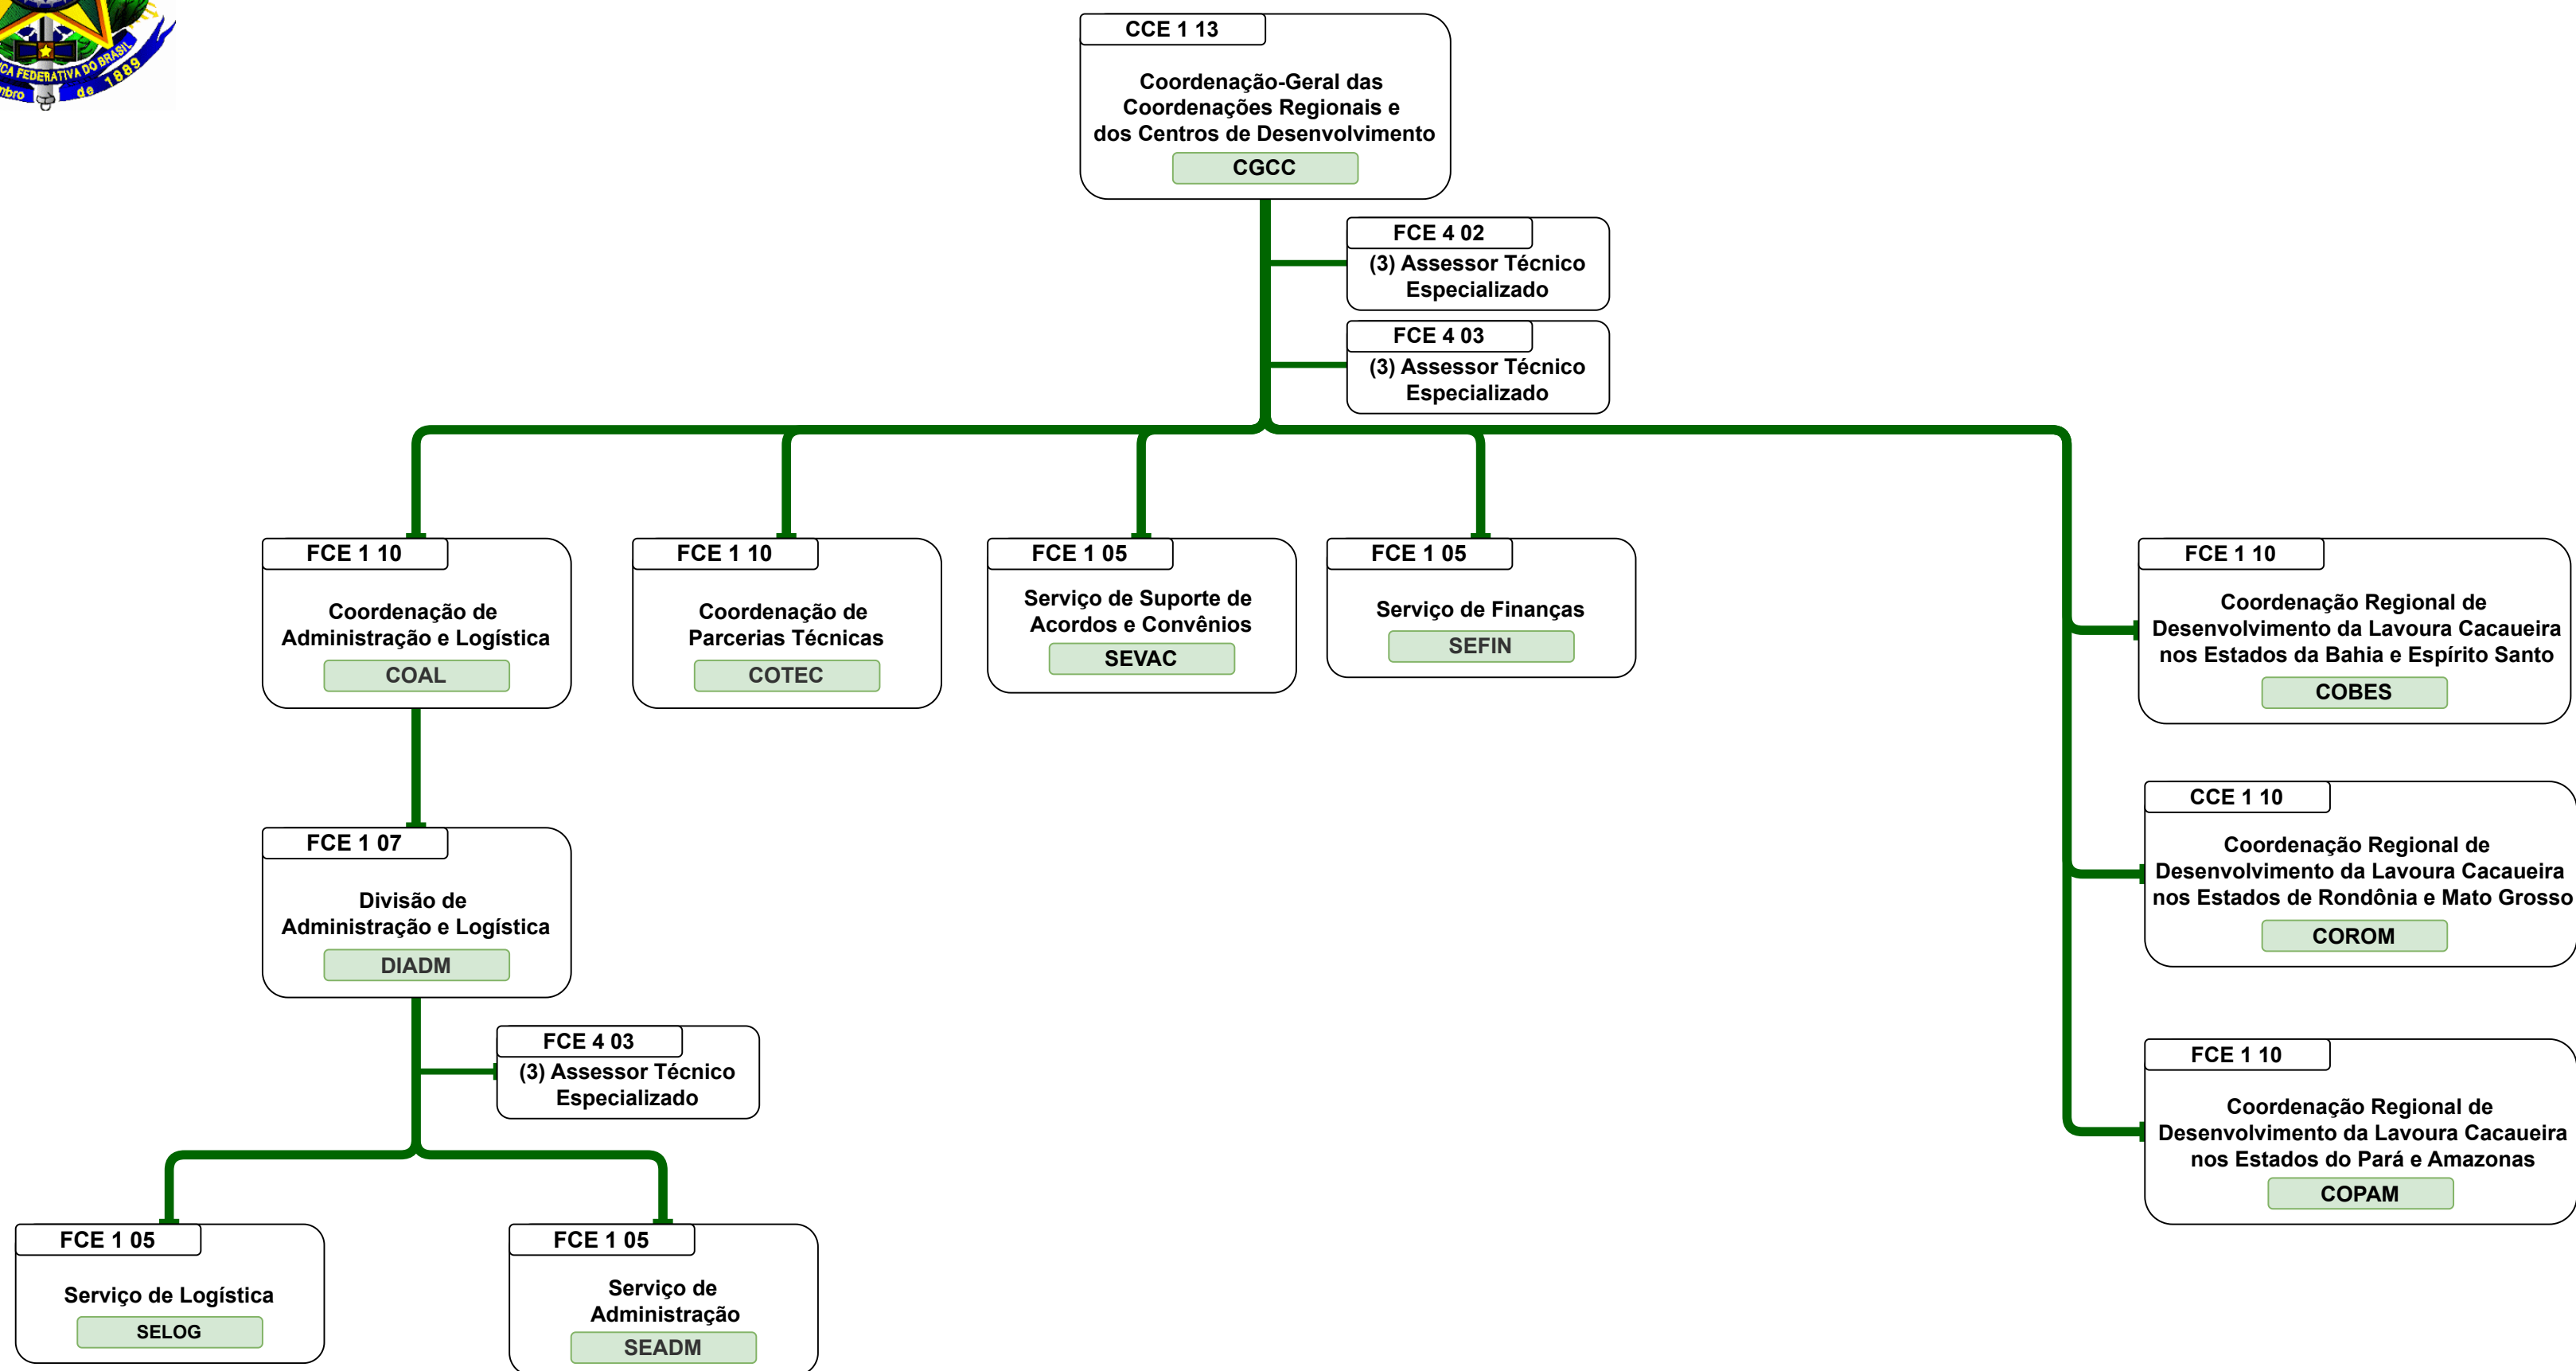 CA FEDERATIVA DO BRASIL
mbro de 1889
CCE 1 13
Coordenação-Geral das
Coordenações Regionais e
dos Centros de Desenvolvimento
CGCC
FCE 4 02
(3) Assessor Técnico
Especializado
FCE 4 03
(3) Assessor Técnico
Especializado
FCE 1 10
Coordenação de
Administração e Logística
COAL
FCE 1 10
Coordenação de
Parcerias Técnicas
COTEC
FCE 1 05
Serviço de Suporte de
Acordos e Convênios
SEVAC
FCE 1 05
Serviço de Finanças
SEFIN
FCE 1 10
Coordenação Regional de
Desenvolvimento da Lavoura Cacaueira
nos Estados da Bahia e Espírito Santo
COBES
CCE 1 10
Coordenação Regional de
Desenvolvimento da Lavoura Cacaueira
nos Estados de Rondônia e Mato Grosso
COROM
FCE 1 10
Coordenação Regional de
Desenvolvimento da Lavoura Cacaueira
nos Estados do Pará e Amazonas
COPAM
FCE 1 07
Divisão de
Administração e Logística
DIADM
FCE 4 03
(3) Assessor Técnico
Especializado
FCE 1 05
Serviço de Logística
SELOG
FCE 1 05
Serviço de
Administração
SEADM